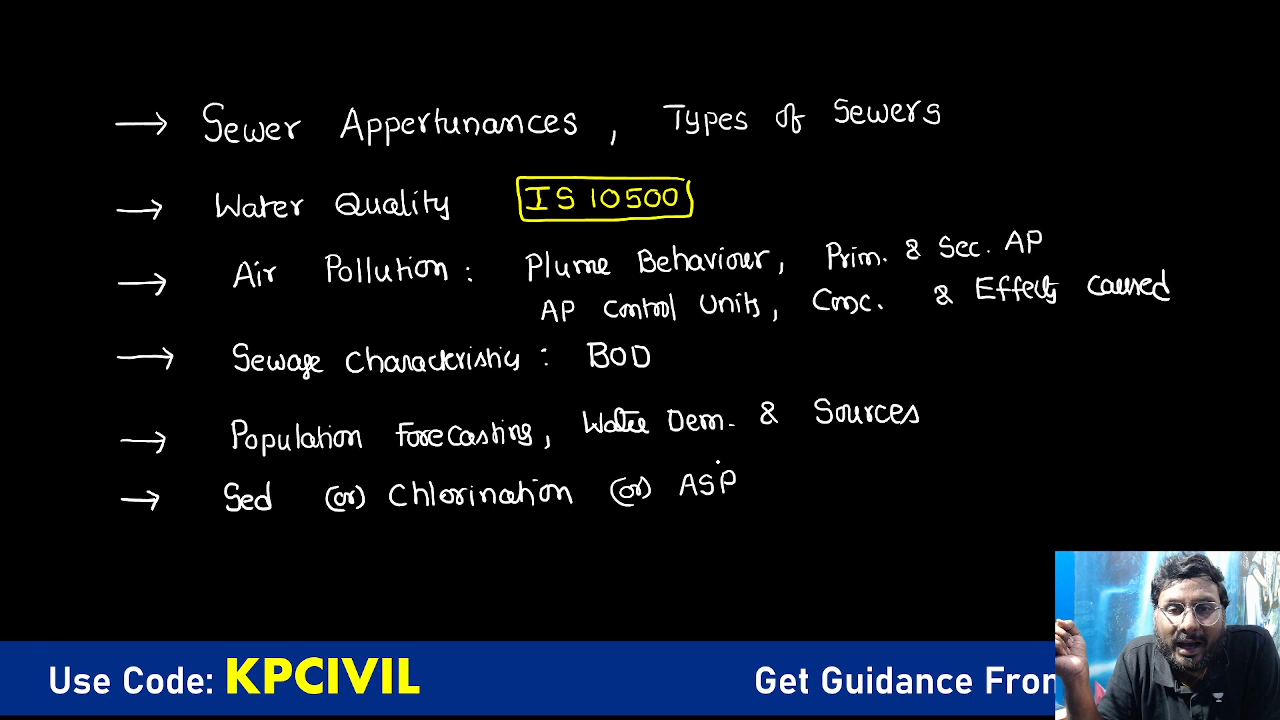 → Sewer Appertunances, Types of Sewers
→ Water Quality IS 10500
→ Air Pollution: Plume Behaviour, Prim. & Sec. AP
AP Control Units, Conc. & Effects caused
→ Sewage Characteristics: BOD
→ Population Forecasting, Water Dem. & Sources
→ Sed (or) Chlorination (or) ASP
Use Code: KPCIVIL
Get Guidance From